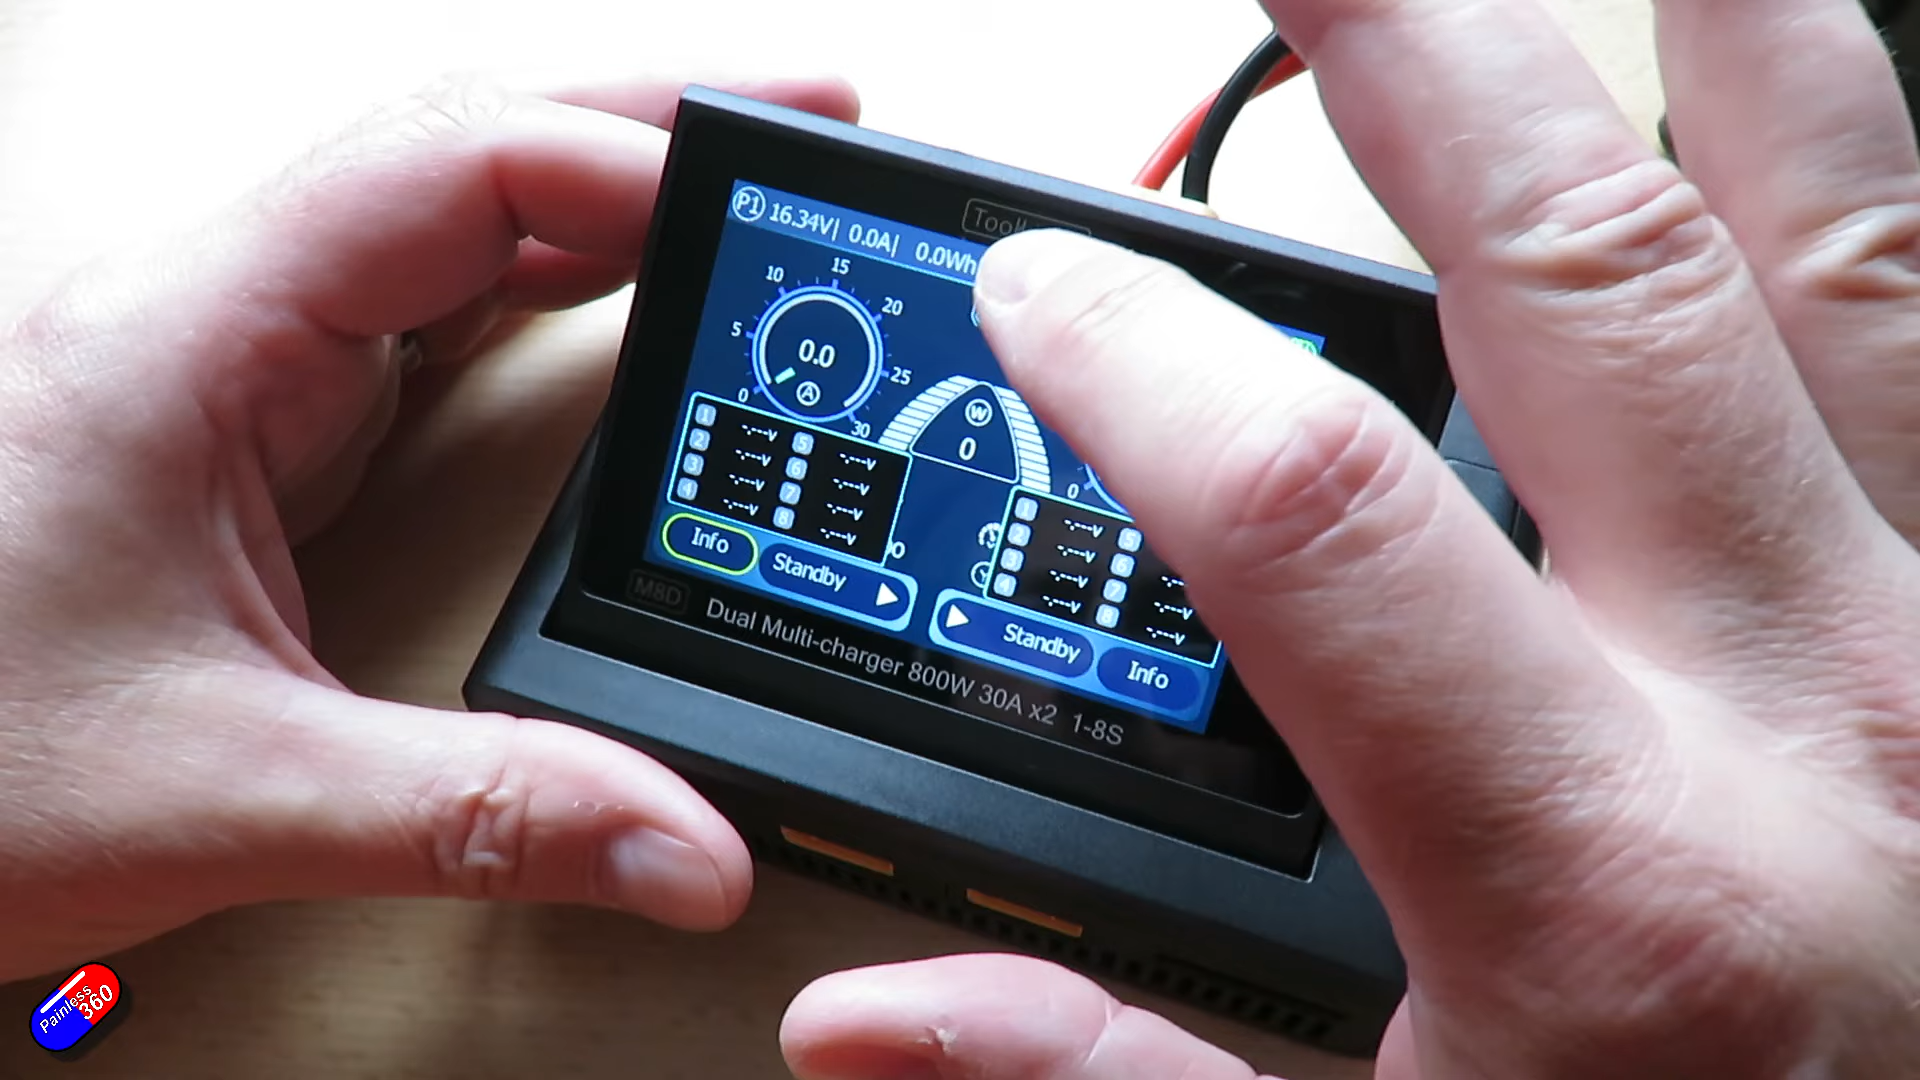 P1 16.34V| 0.0A| 0.0Wh
0 5 10 15 20 25 30
0.0
A
W
0
0
1 -.---V 5 -.---V
2 -.---V 6 -.---V
3 -.---V 7 -.---V
4 -.---V 8 -.---V
1 -.---V 5
2 -.---V 6
3 -.---V 7
4 -.---V 8 -.---V
Info Standby
Standby Info
M8D
Dual Multi-charger 800W 30A x2 1-8S
Painless
360